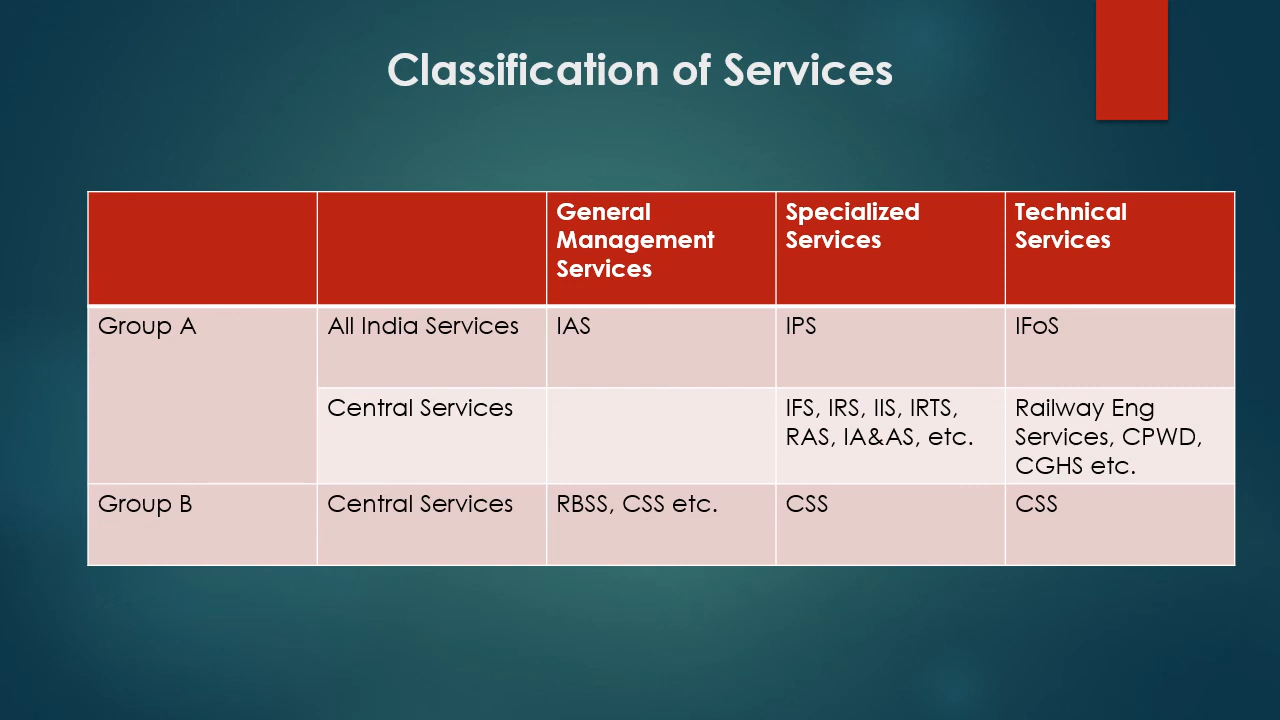 Classification of Services
General
Management
Services
Specialized
Services
Technical
Services
Group A
All India Services
IAS
IPS
IFoS
Central Services
IFS, IRS, IIS, IRTS,
RAS, IA&AS, etc.
Railway Eng
Services, CPWD,
CGHS etc.
Group B
Central Services
RBSS, CSS etc.
CSS
CSS